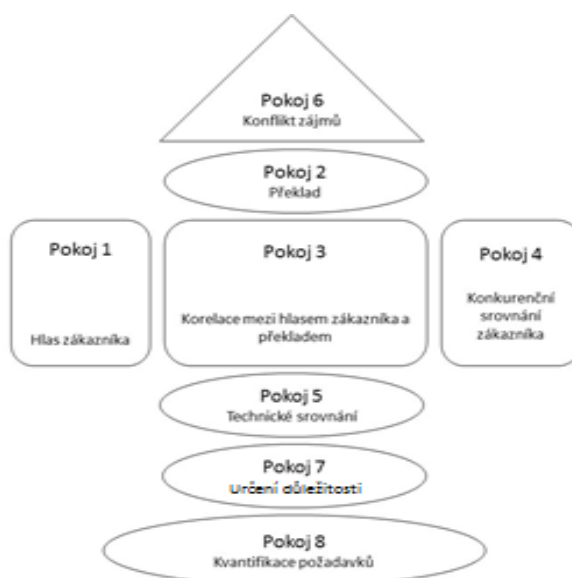 Pokoj 6
Konflikt zájmů
Pokoj 2
Překlad
Pokoj 1
Hlas zákazníka
Pokoj 3
Korelace mezi hlasem zákazníka a
překladem
Pokoj 4
Konkurenční
srovnání
zákazníka
Pokoj 5
Technické srovnání
Pokoj 7
Určení důležitosti
Pokoj 8
Kvantifikace požadavků